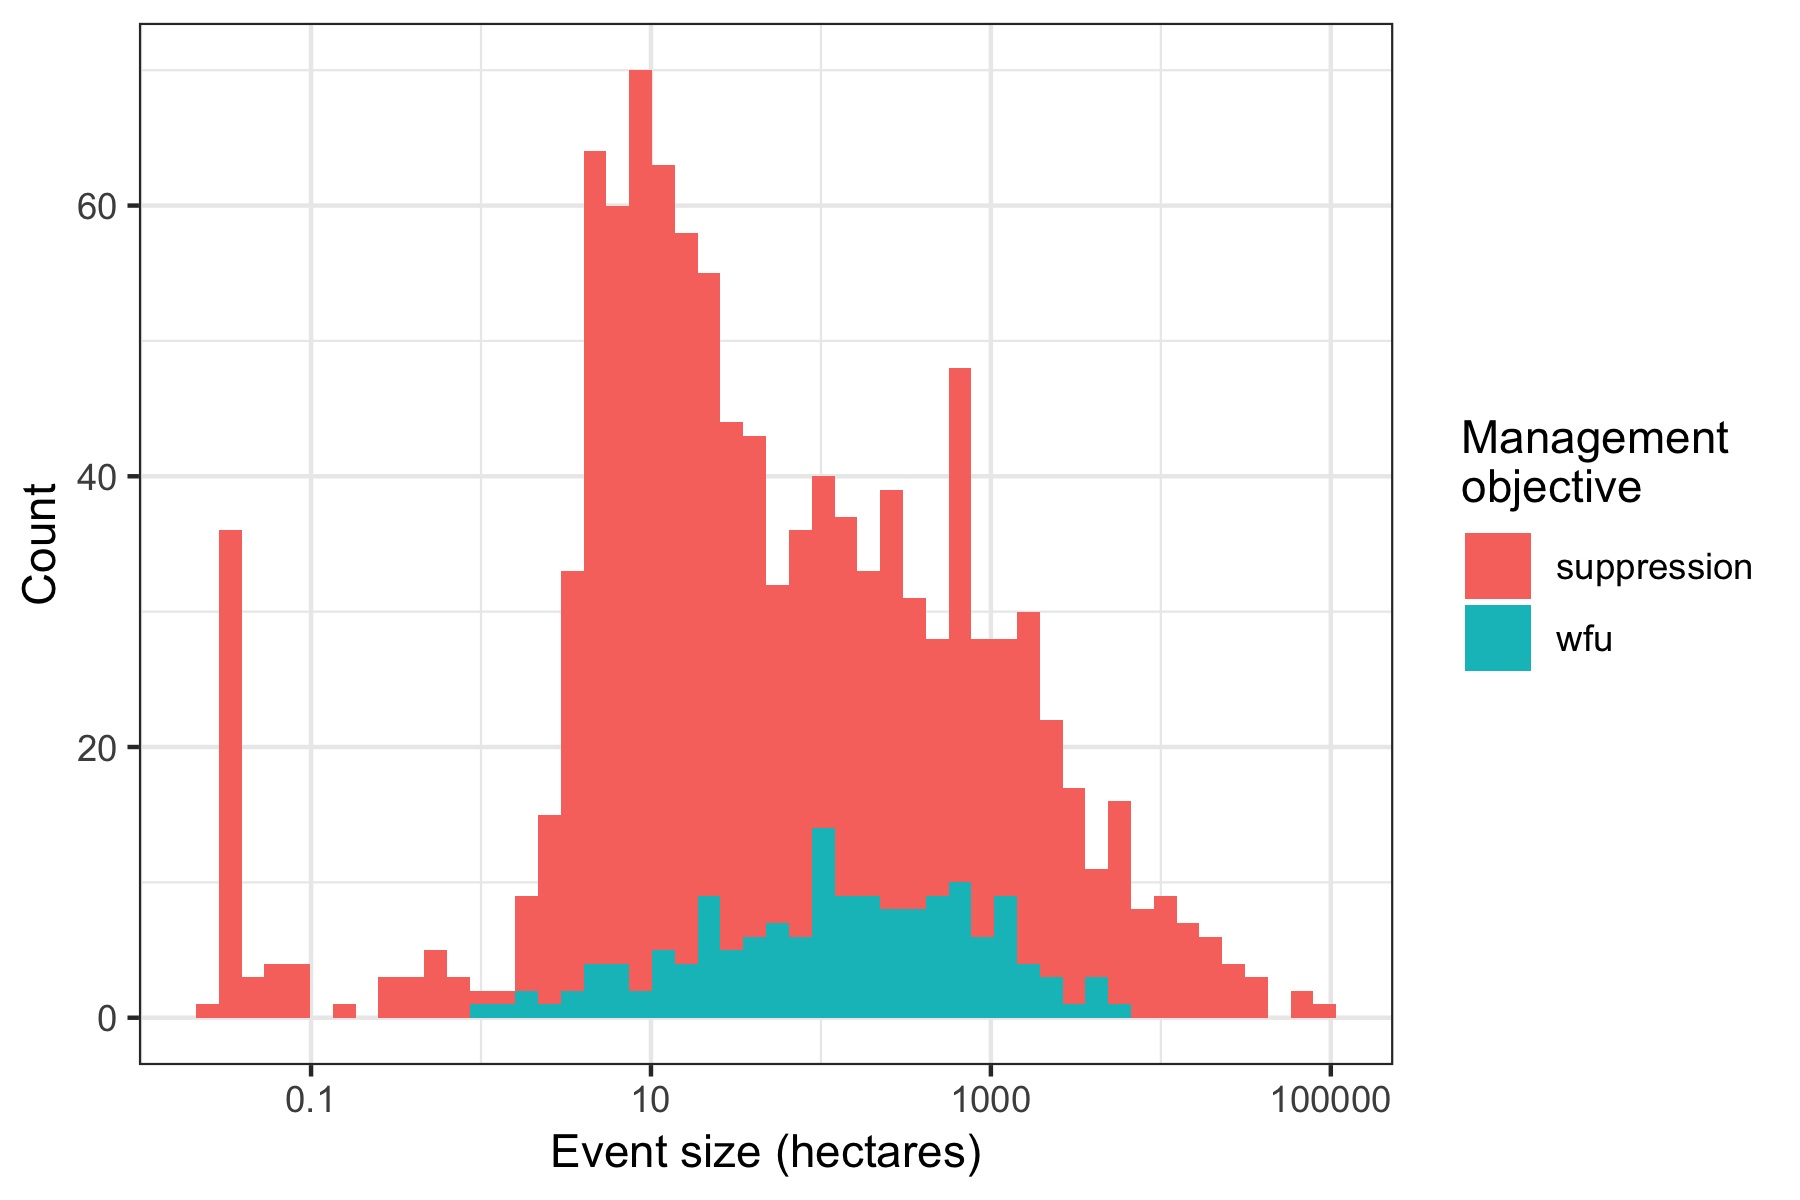 60
40
20
0
Count
0.1
10
1000
100000
Event size (hectares)
Management
objective
suppression
wfu